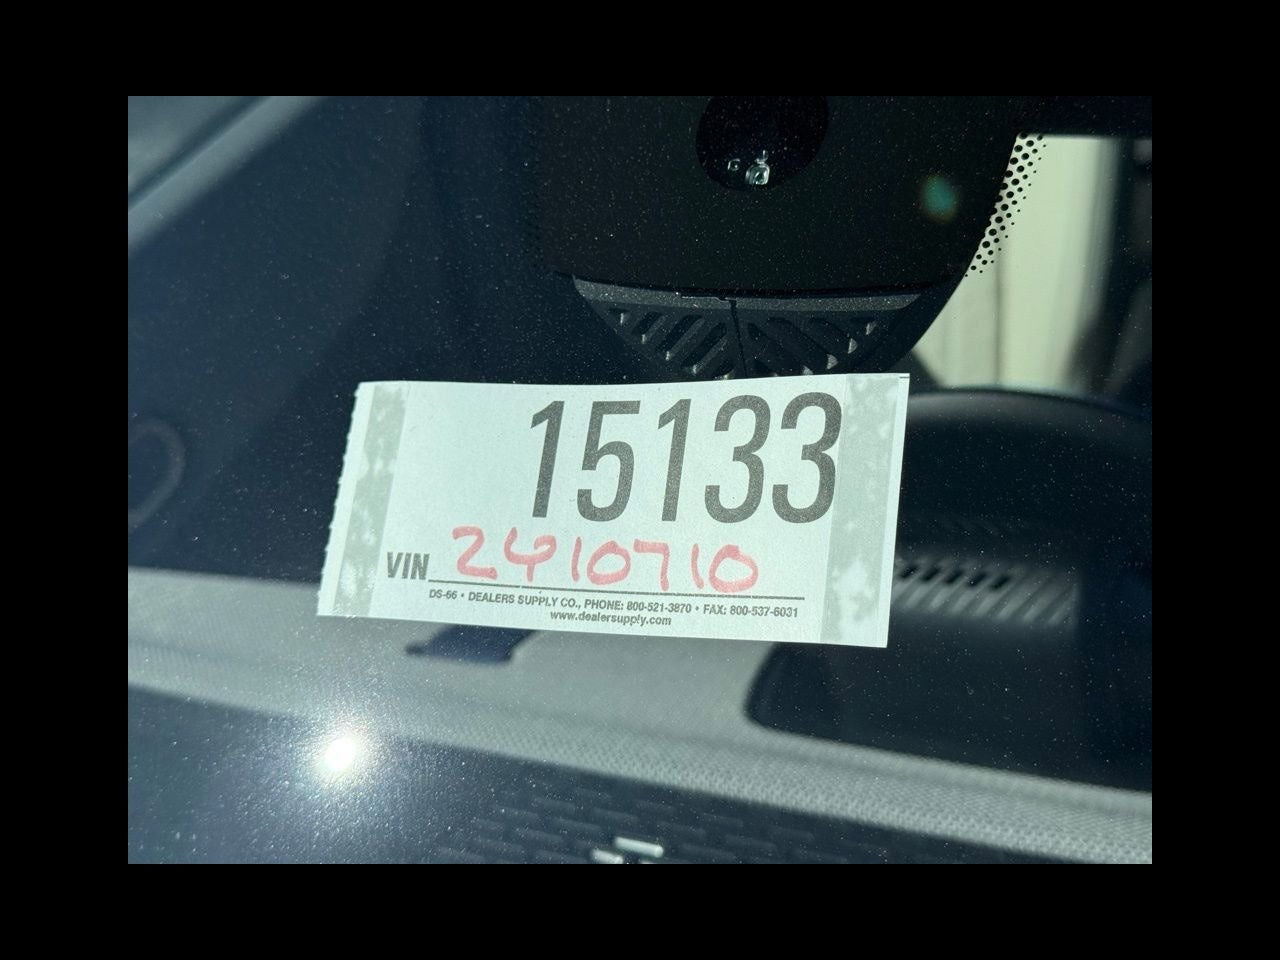 15133
VIN 2410710
DS-66 • DEALERS SUPPLY CO., PHONE: 800-521-3870 • FAX: 800-537-6031
www.dealersupply.com